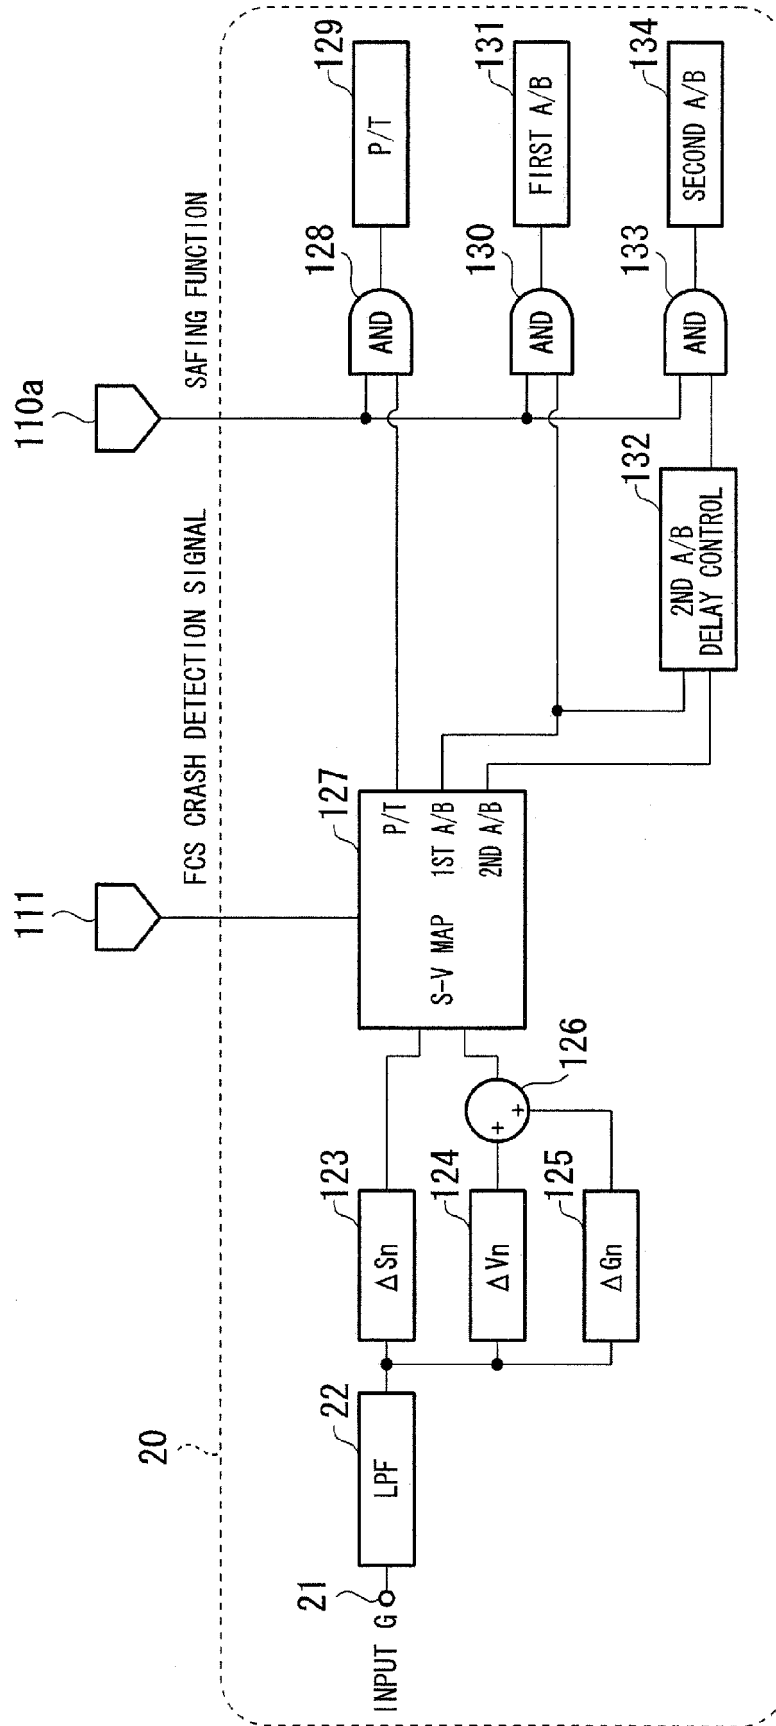 110a
SAFING FUNCTION
111
FCS CRASH DETECTION SIGNAL
20
INPUT G
21
LPF
22
ΔSn
123
ΔVn
124
ΔGn
125
+
+
126
S-V MAP
P/T
1ST A/B
2ND A/B
127
AND
128
P/T
129
AND
130
FIRST A/B
131
2ND A/B
DELAY CONTROL
132
AND
133
SECOND A/B
134